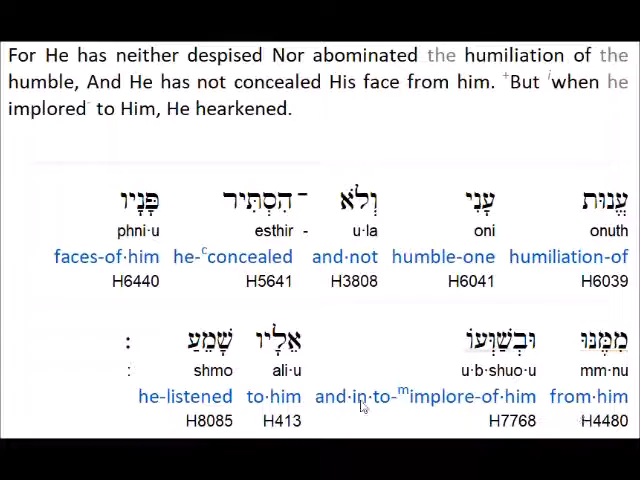 For He has neither despised Nor abominated the humiliation of the
humble, And He has not concealed His face from him. +But iwhen he
implored- to Him, He hearkened.
עֱנוּת עָנִי וְלֹא ־ הִסְתִּיר פָּנָיו
phni·u esthir - u·la oni onuth
faces-of·him he-cconcealed and·not humble-one humiliation-of
H6440 H5641 H3808 H6041 H6039
מִמֶּנּוּ וּבְשַׁוְּעוֹ אֵלָיו שָׁמֵעַ :
: shmo ali·u u·b·shuo·u mm·nu
he-listened to·him and·in·to-mimplore-of·him from·him
H8085 H413 H7768 H4480